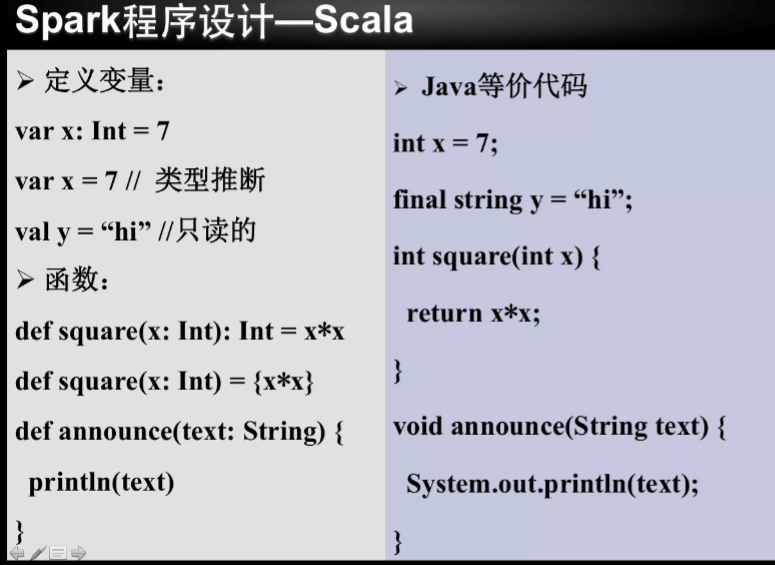 Spark程序设计—Scala
➢ 定义变量：
var x: Int = 7
var x = 7 // 类型推断
val y = “hi” //只读的
➢ 函数：
def square(x: Int): Int = x*x
def square(x: Int) = {x*x}
def announce(text: String) {
println(text)
}
➢ Java等价代码
int x = 7;
final string y = “hi”;
int square(int x) {
return x*x;
}
void announce(String text) {
System.out.println(text);
}